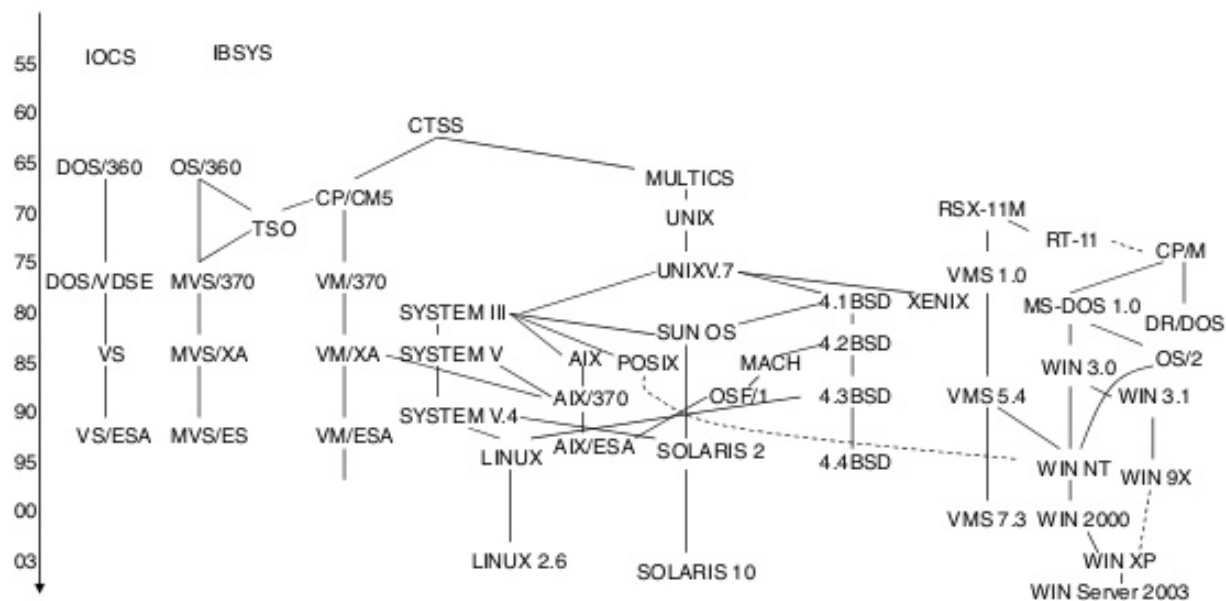 55
IOCS
IBSYS
60
CTSS
65
DOS/360
OS/360
MULTICS
CP/CM5
70
RSX-11M
TSO
UNIX
RT-11
CP/M
75
DOS/VDSE
MVS/370
VM/370
UNIXV.7
VMS 1.0
80
SYSTEM III
4.1BSD
XENIX
MS-DOS 1.0
DR/DOS
SUN OS
4.2BSD
85
VS
MVS/XA
VM/XA
SYSTEM V
AIX
POSIX
MACH
WIN 3.0
OS/2
90
AIX/370
OSF/1
4.3BSD
VMS 5.4
WIN 3.1
SYSTEM V.4
VS/ESA
MVS/ES
VM/ESA
95
LINUX
AIX/ESA
SOLARIS 2
4.4BSD
WIN NT
WIN 9X
00
VMS 7.3
WIN 2000
03
LINUX 2.6
SOLARIS 10
WIN XP
WIN Server 2003